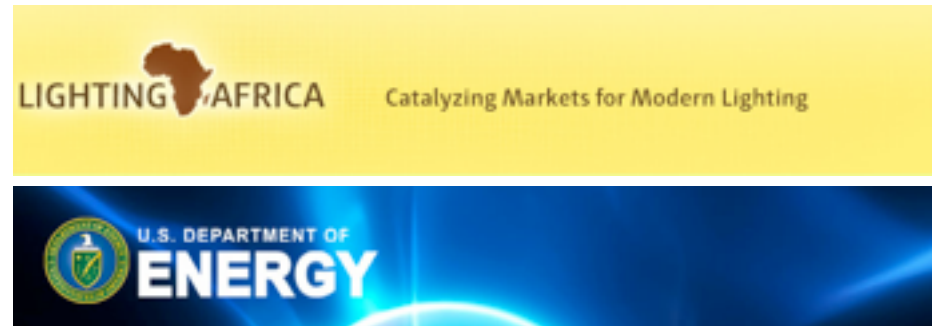 LIGHTING AFRICA
Catalyzing Markets for Modern Lighting
U.S. DEPARTMENT OF
ENERGY